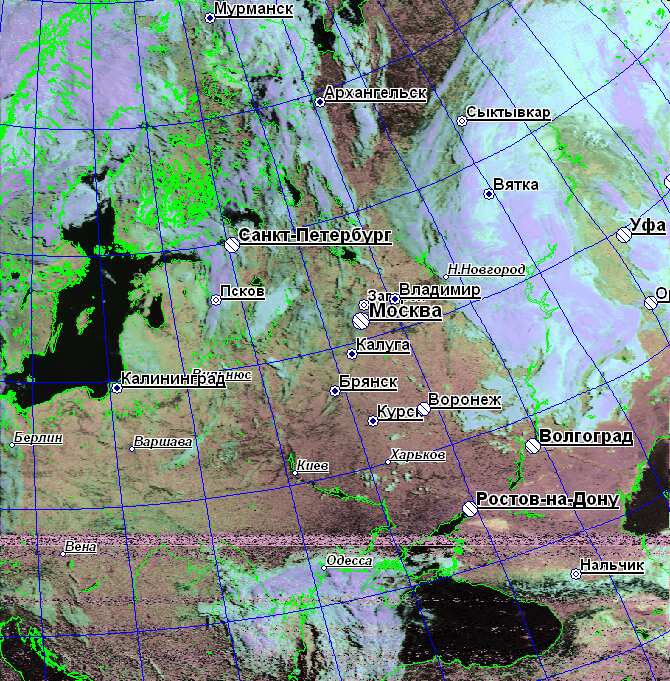 Мурманск
Архангельск
Сыктывкар
Вятка
Уфа
Санкт-Петербург
Н.Новгород
Псков
Владимир
Москва
Калуга
Калининград
Брянск
Воронеж
Курск
Волгоград
Берлин
Варшава
Харьков
Киев
Ростов-на-Дону
Вена
Одесса
Нальчик